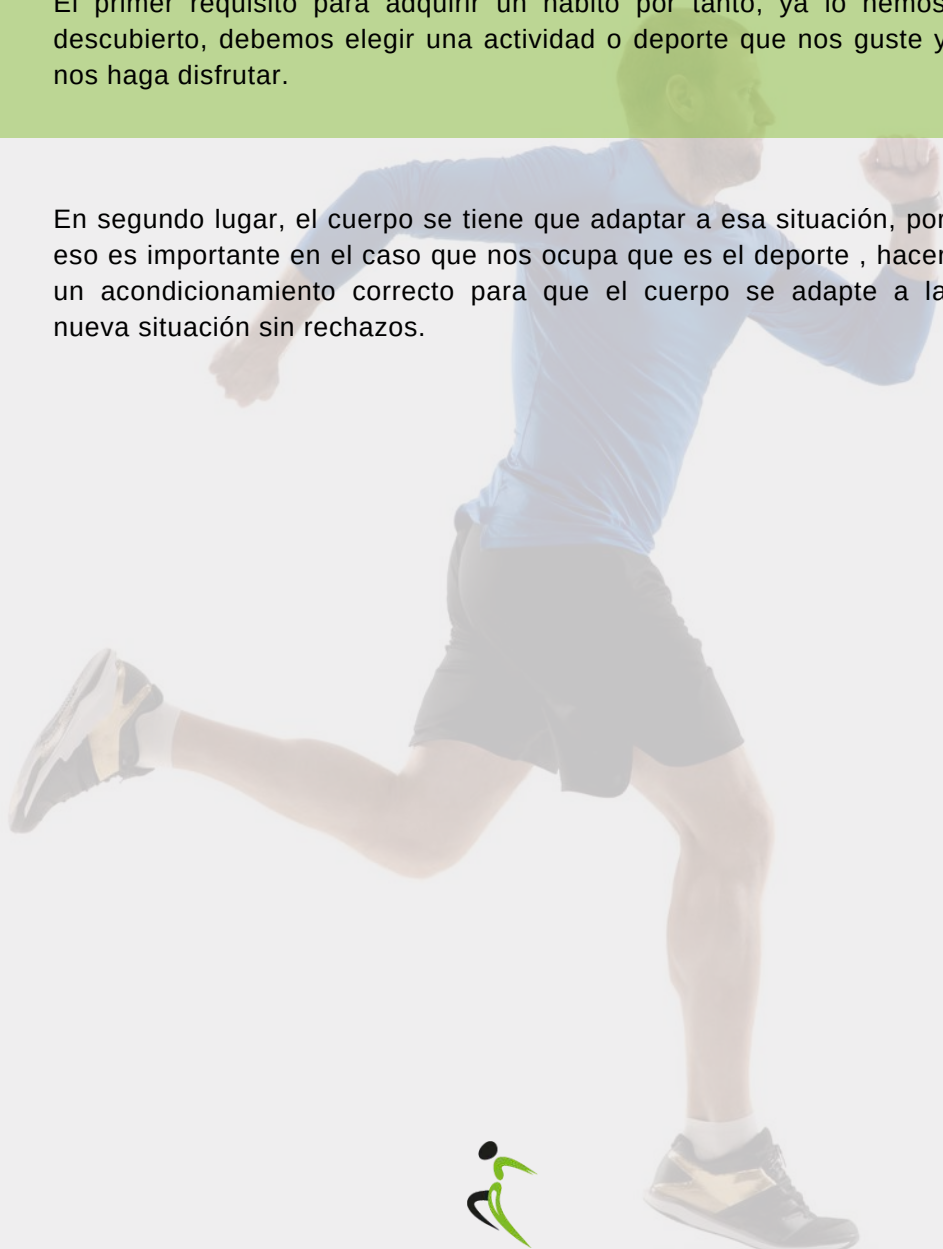 El primer requisito para adquirir un hábito por tanto, ya lo hemos
descubierto, debemos elegir una actividad o deporte que nos guste y
nos haga disfrutar.
En segundo lugar, el cuerpo se tiene que adaptar a esa situación, por
eso es importante en el caso que nos ocupa que es el deporte , hacer
un acondicionamiento correcto para que el cuerpo se adapte a la
nueva situación sin rechazos.